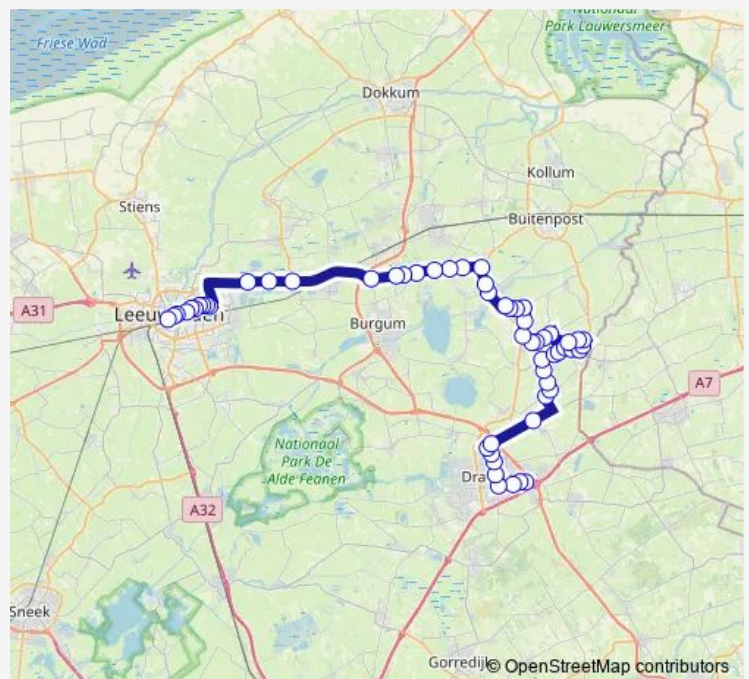 Nationaal
Park Lauwersmeer
Friese Wad
Dokkum
Kollum
Stiens
Buitenpost
A31
Burgum
A7
Nationaal
Park De
Alde Feanen
A32
Sneek
© OpenStreetMap contributors